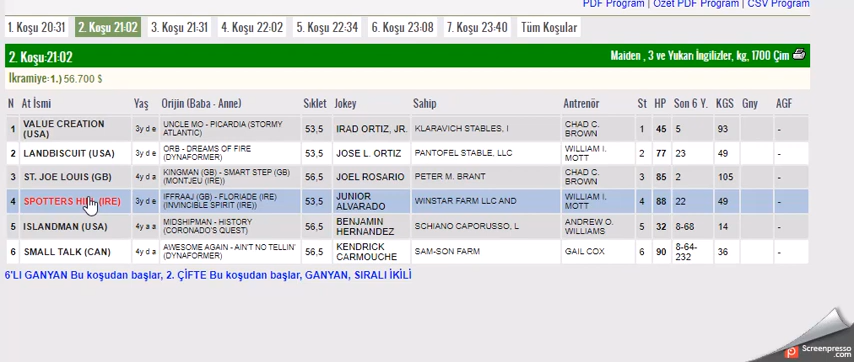 PDF Program | Özet PDF Program | CSV Program
1. Koşu 20:31 2. Koşu 21:02 3. Koşu 21:31 4. Koşu 22:02 5. Koşu 22:34 6. Koşu 23:08 7. Koşu 23:40 Tüm Koşular
2. Koşu:21:02 Maiden , 3 ve Yukarı İngilizler, kg, 1700 Çim
İkramiye:1.) 56.700 $
N At İsmi Yaş Orijin (Baba - Anne) Sıklet Jokey Sahip Antrenör St HP Son 6 Y. KGS Gny AGF
1 VALUE CREATION (USA) 3y d e UNCLE MO - PICARDIA (STORMY ATLANTIC) 53,5 IRAD ORTIZ, JR. KLARAVICH STABLES, I CHAD C. BROWN 1 45 5 93 -
2 LANDBISCUIT (USA) 3y d e ORB - DREAMS OF FIRE (DYNAFORMER) 53,5 JOSE L. ORTIZ PANTOFEL STABLE, LLC WILLIAM I. MOTT 2 77 23 49 -
3 ST. JOE LOUIS (GB) 4y d a KINGMAN (GB) - SMART STEP (GB) (MONTJEU (IRE)) 56,5 JOEL ROSARIO PETER M. BRANT CHAD C. BROWN 3 85 2 105 -
4 SPOTTERS (IRE) 3y d e IFFRAAJ (GB) - FLORIADE (IRE) (INVINCIBLE SPIRIT (IRE)) 53,5 JUNIOR ALVARADO WINSTAR FARM LLC AND WILLIAM I. MOTT 4 88 22 49 -
5 ISLANDMAN (USA) 4y a a MIDSHIPMAN - HISTORY (CORONADO'S QUEST) 56,5 BENJAMIN HERNANDEZ SCHIANO CAPORUSSO, L ANDREW O. WILLIAMS 5 32 8-68 14 -
6 SMALL TALK (CAN) 4y d a AWESOME AGAIN - AIN'T NO TELLIN' (DYNAFORMER) 56,5 KENDRICK CARMOUCHE SAM-SON FARM GAIL COX 6 90 8-64-232 36 -
6'LI GANYAN Bu koşudan başlar, 2. ÇİFTE Bu koşudan başlar, GANYAN, SIRALI İKİLİ
Screenpresso
.com